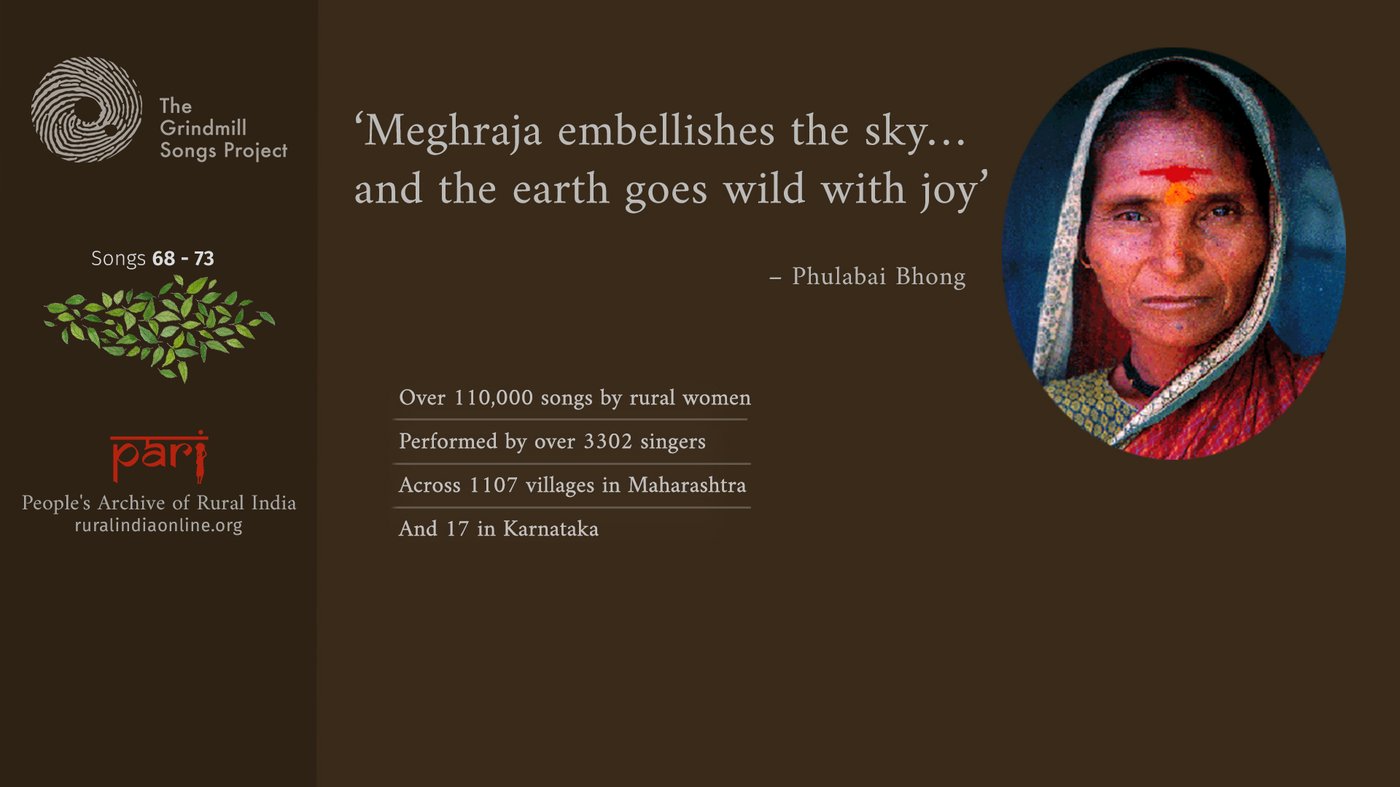 The
Grindmill
Songs Project
Songs 68 - 73
pari
People's Archive of Rural India
ruralindiaonline.org
‘Meghraja embellishes the sky…
and the earth goes wild with joy’
– Phulabai Bhong
Over 110,000 songs by rural women
Performed by over 3302 singers
Across 1107 villages in Maharashtra
And 17 in Karnataka